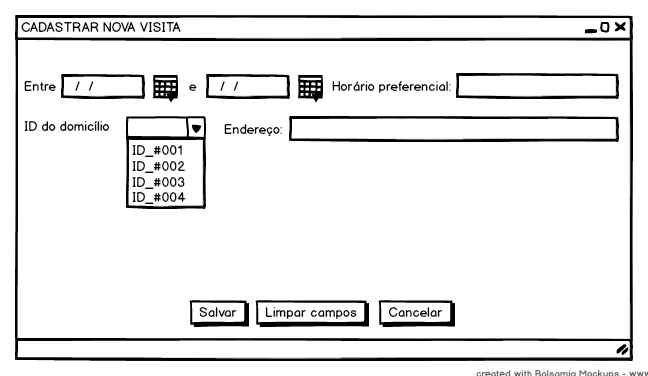 CADASTRAR NOVA VISITA
Entre / / e / / Horário preferencial:
ID do domicílio Endereço:
ID_#001
ID_#002
ID_#003
ID_#004
Salvar Limpar campos Cancelar
created with Balsamiq Mockups - www